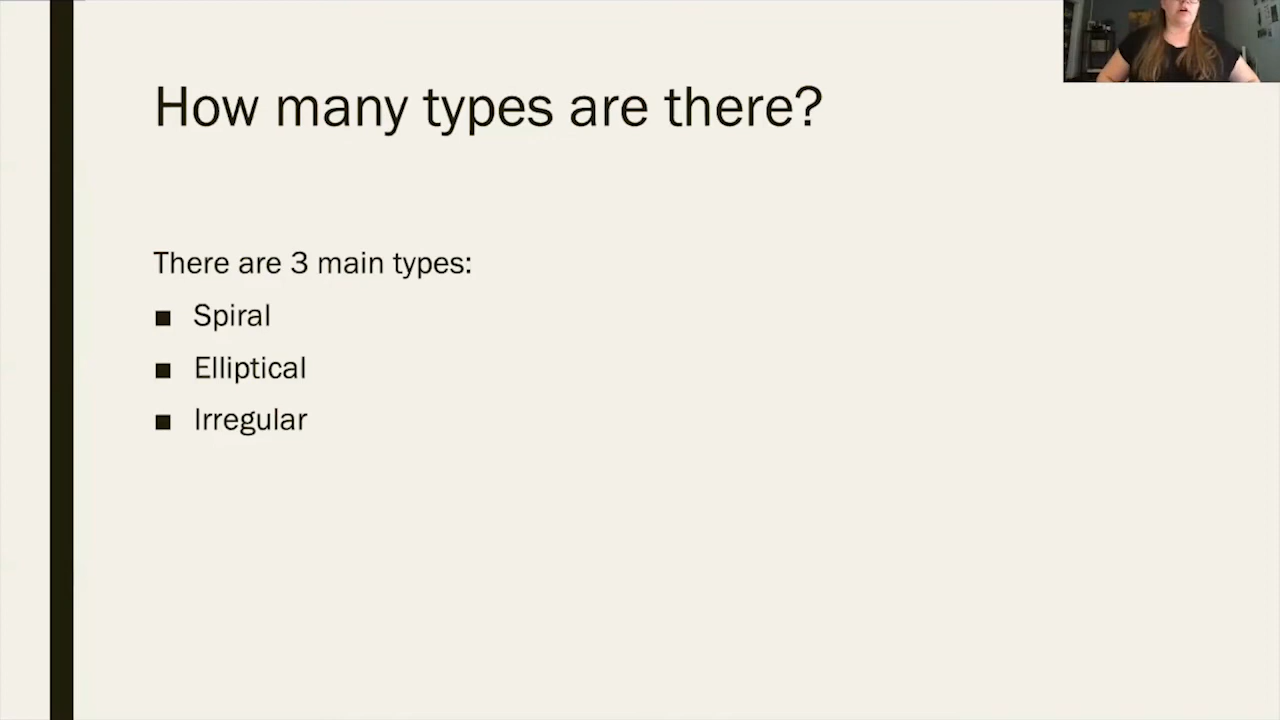 How many types are there?
There are 3 main types:
■ Spiral
■ Elliptical
■ Irregular